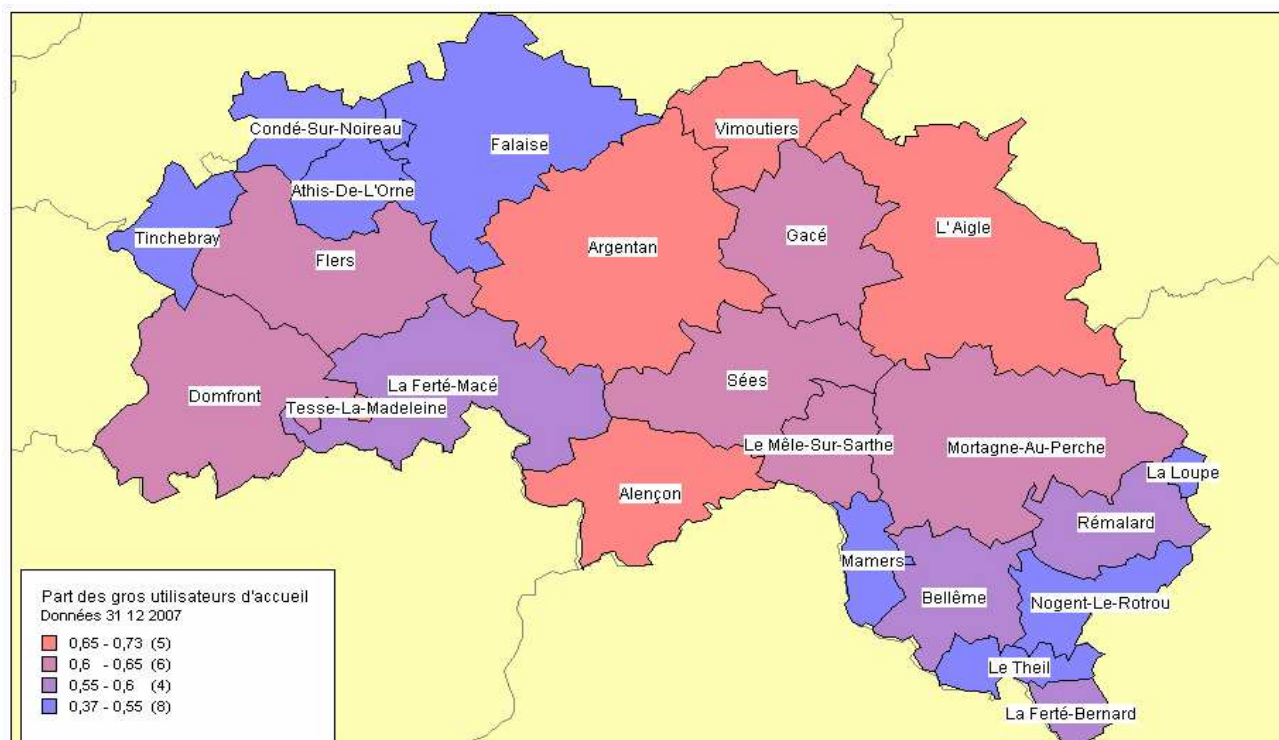 Condé-Sur-Noireau
Vimoutiers
Falaise
Athis-De-L'Orne
Tinchebray
Flers
Argentan
Gacé
L' Aigle
La Ferté-Macé
Sées
Domfront
Tesse-La-Madeleine
Le Mêle-Sur-Sarthe
Mortagne-Au-Perche
La Loupe
Alençon
Rémalard
Mamers
Bellême
Nogent-Le-Rotrou
Le Theil
La Ferté-Bernard
Part des gros utilisateurs d'accueil
Données 31 12 2007
0,65 - 0,73 (5)
0,6 - 0,65 (6)
0,55 - 0,6 (4)
0,37 - 0,55 (8)